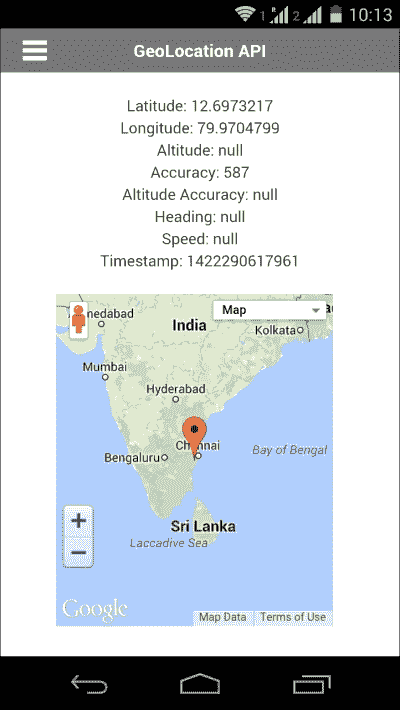 1 2 10:13
GeoLocation API
Latitude: 12.6973217
Longitude: 79.9704799
Altitude: null
Accuracy: 587
Altitude Accuracy: null
Heading: null
Speed: null
Timestamp: 1422290617961
Map
India
Kolkata
Mumbai
Hyderabad
Bengaluru
Bay of Bengal
Sri Lanka
Laccadive Sea
+
−
Google
Map Data Terms of Use